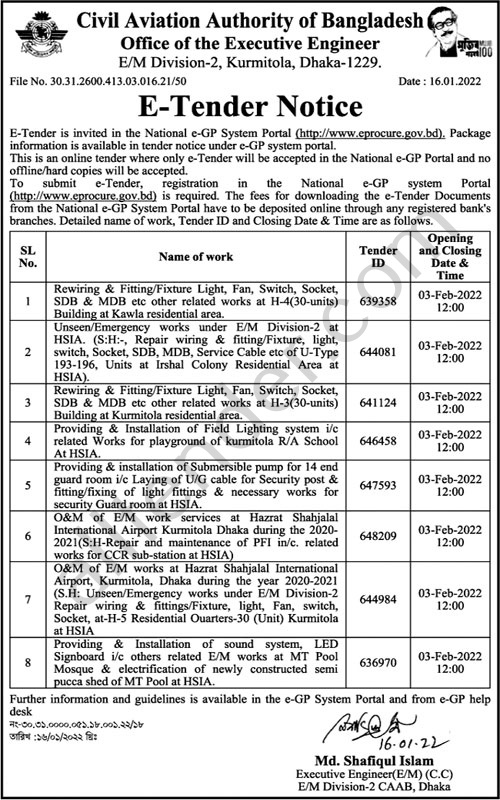 Civil Aviation Authority of Bangladesh
Office of the Executive Engineer
E/M Division-2, Kurmitola, Dhaka-1229.
মুজিব
শতবর্ষ
100
File No. 30.31.2600.413.03.016.21/50
Date : 16.01.2022
E-Tender Notice
E-Tender is invited in the National e-GP System Portal (http://www.eprocure.gov.bd). Package
information is available in tender notice under e-GP system portal.
This is an online tender where only e-Tender will be accepted in the National e-GP Portal and no
offline/hard copies will be accepted.
To submit e-Tender, registration in the National e-GP system Portal
(http://www.eprocure.gov.bd) is required. The fees for downloading the e-Tender Documents
from the National e-GP System Portal have to be deposited online through any registered bank's
branches. Detailed name of work, Tender ID and Closing Date & Time are as follows.
SL
No.
Name of work
Tender
ID
Opening
and Closing
Date &
Time
1
Rewiring & Fitting/Fixture Light, Fan, Switch, Socket,
SDB & MDB etc other related works at H-4(30-units)
Building at Kawla residential area.
639358
03-Feb-2022
12:00
2
Unseen/Emergency works under E/M Division-2 at
HSIA. (S:H:-, Repair wiring & fitting/Fixture, light,
switch, Socket, SDB, MDB, Service Cable etc of U-Type
193-196, Units at Irshal Colony Residential Area at
HSIA).
644081
03-Feb-2022
12:00
3
Rewiring & Fitting/Fixture Light, Fan, Switch, Socket,
SDB & MDB etc other related works at H-3(30-units)
Building at Kurmitola residential area.
641124
03-Feb-2022
12:00
4
Providing & Installation of Field Lighting system i/c
related Works for playground of kurmitola R/A School
At HSIA.
646458
03-Feb-2022
12:00
5
Providing & installation of Submersible pump for 14 end
guard room i/c Laying of U/G cable for Security post &
fitting/fixing of light fittings & necessary works for
security Guard room at HSIA.
647593
03-Feb-2022
12:00
6
O&M of E/M work services at Hazrat Shahjalal
International Airport Kurmitola Dhaka during the 2020-
2021(S:H-Repair and maintenance of PFI in/c. related
works for CCR sub-station at HSIA)
648209
03-Feb-2022
12:00
7
O&M of E/M works at Hazrat Shahjalal International
Airport, Kurmitola, Dhaka during the year 2020-2021
(S.H: Unseen/Emergency works under E/M Division-2
Repair wiring & fittings/Fixture, light, Fan, switch,
Socket, at-H-5 Residential Ouarters-30 (Unit) Kurmitola
at HSIA
644984
03-Feb-2022
12:00
8
Providing & Installation of sound system, LED
Signboard i/c others related E/M works at MT Pool
Mosque & electrification of newly constructed semi
pucca shed of MT Pool at HSIA.
636970
03-Feb-2022
12:00
Further information and guidelines is available in the e-GP System Portal and from e-GP help
desk
নং-৩০.৩১.০০০০.০৫১.১৮.০০১.২২/১৮
তারিখ :১৬/০১/২০২২ খ্রিঃ
16.01.22
Md. Shafiqul Islam
Executive Engineer(E/M) (C.C)
E/M Division-2 CAAB, Dhaka